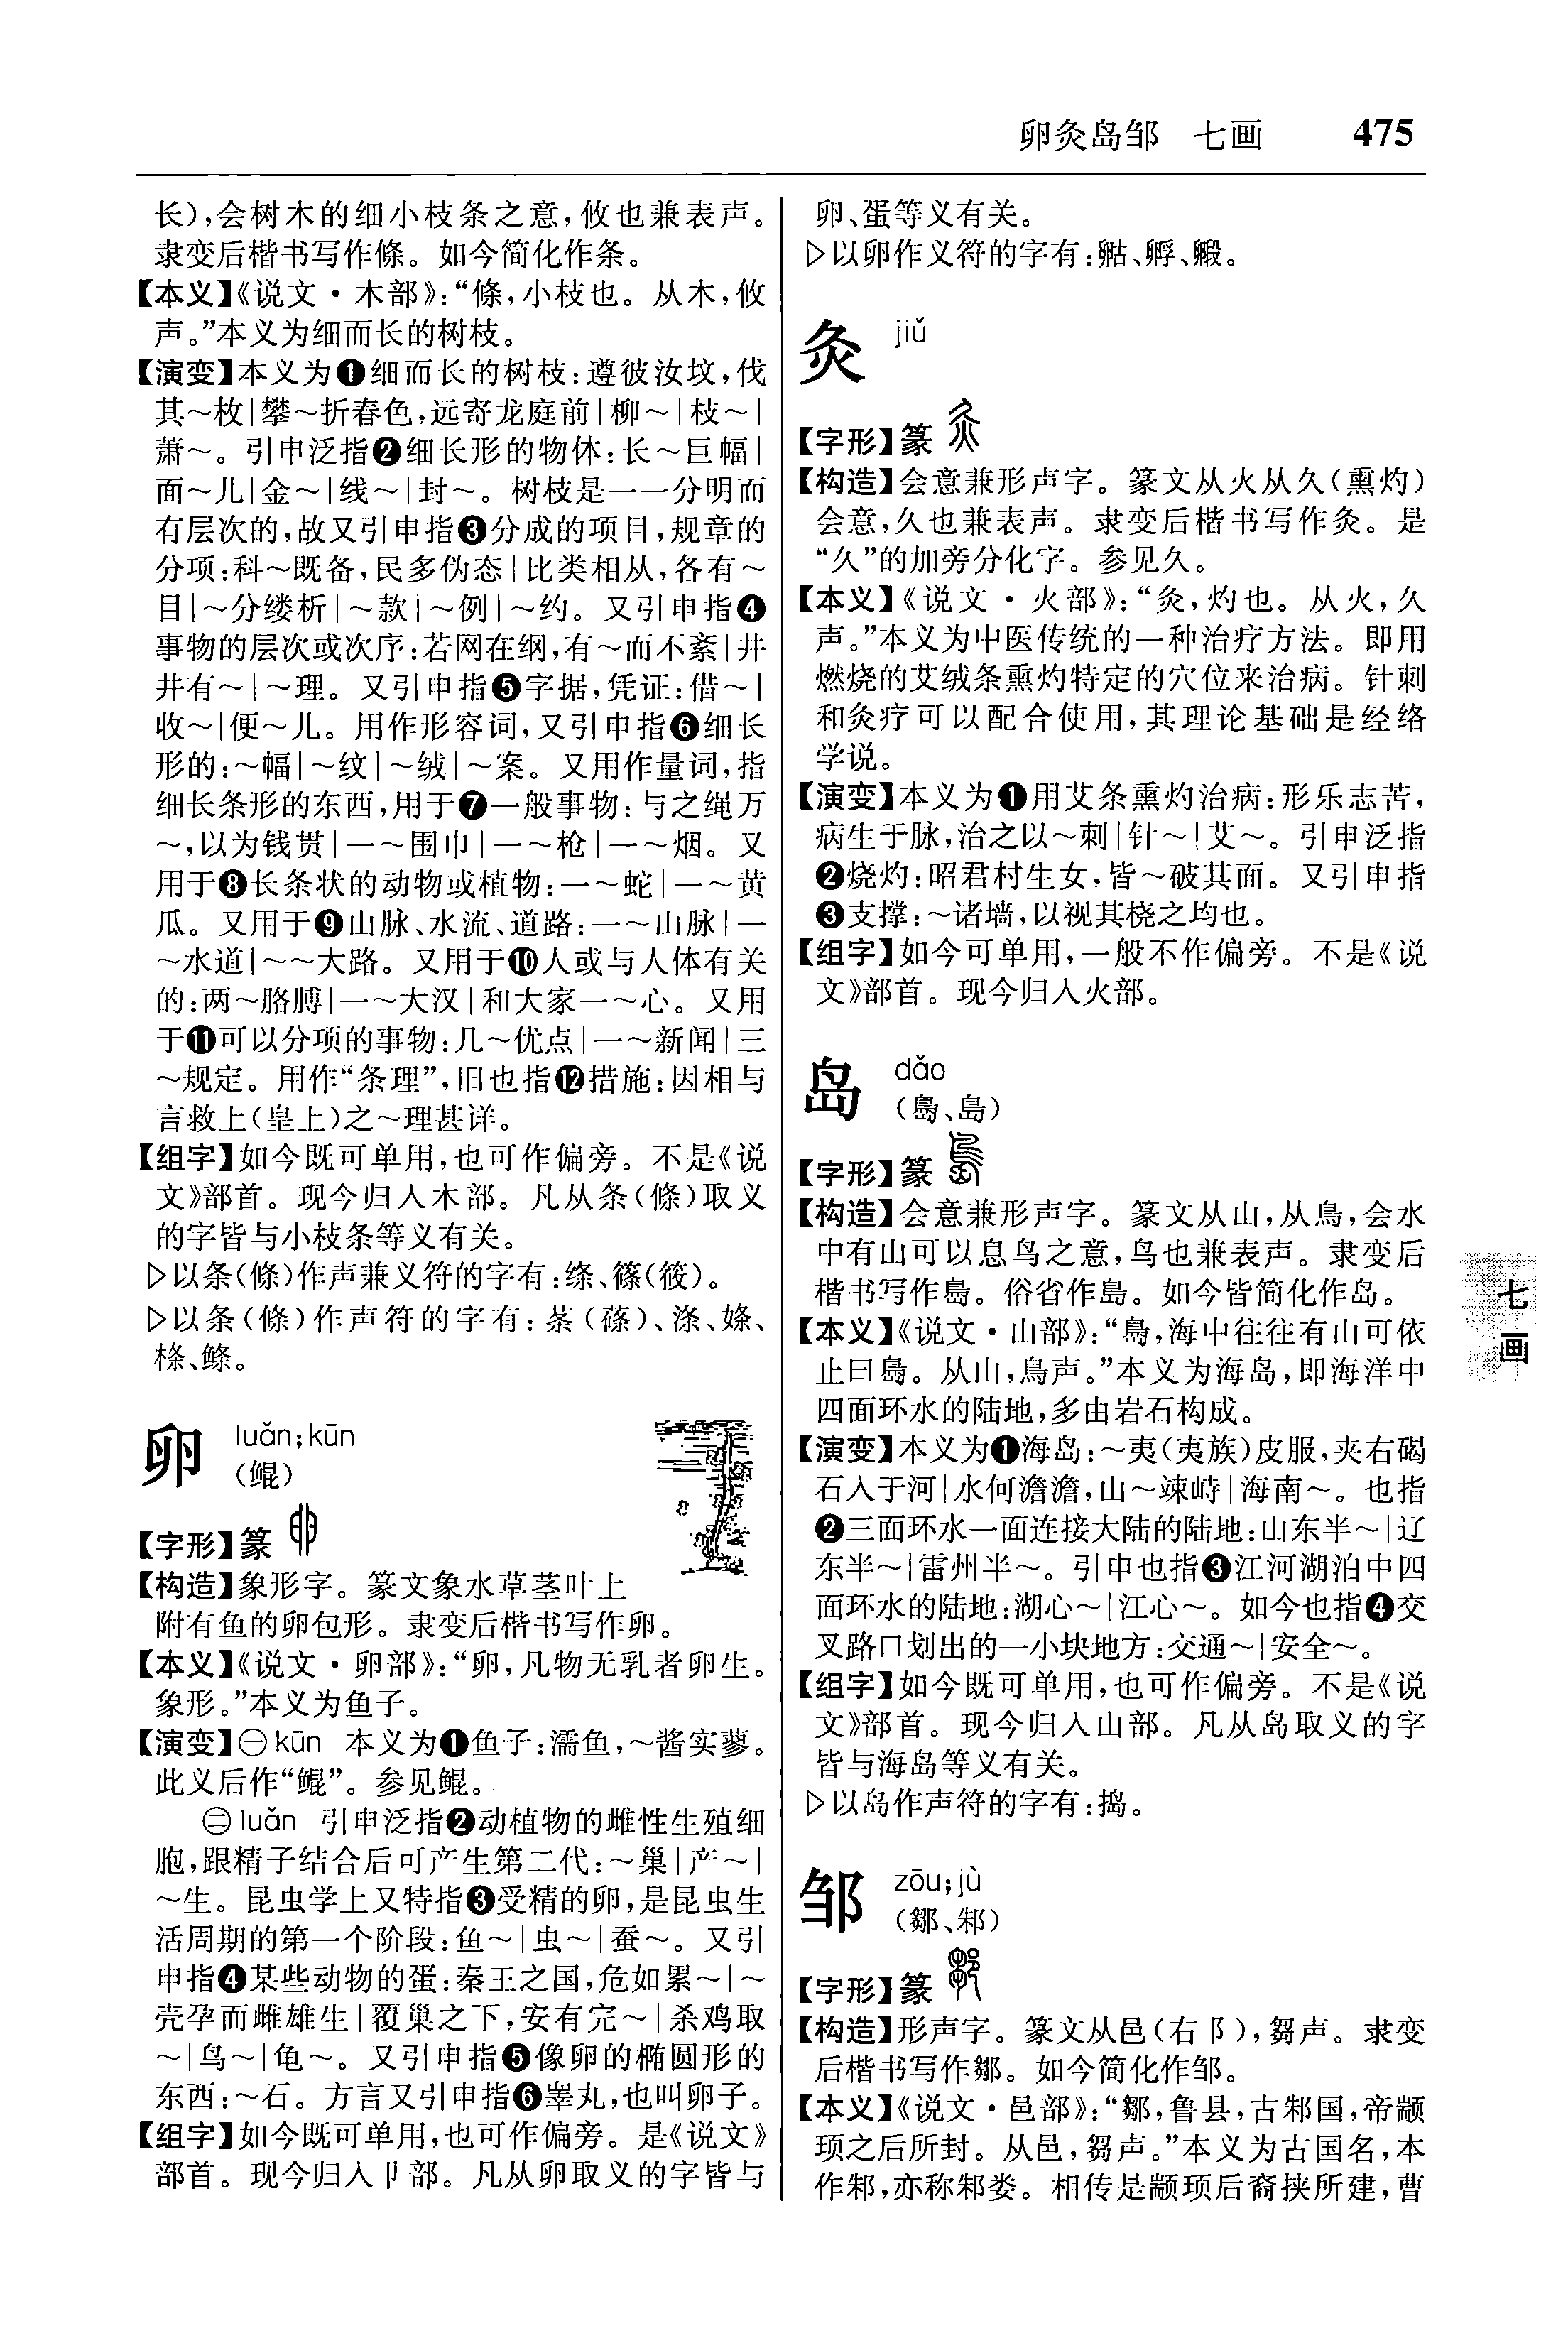 卵灸岛邹　七画　475
长),会树木的细小枝条之意,攸也兼表声。
隶变后楷书写作條。如今简化作条。
【本义】《说文·木部》:“條,小枝也。从木,攸
声。”本义为细而长的树枝。
【演变】本义为❶细而长的树枝:遵彼汝坟,伐
其～枚|攀～折春色,远寄龙庭前|柳～|枝～|
萧～。引申泛指❷细长形的物体:长～巨幅|
面～儿|金～|线～|封～。树枝是一一分明而
有层次的,故又引申指❸分成的项目,规章的
分项:科～既备,民多伪态|比类相从,各有～
目|～分缕析|～款|～例|～约。又引申指❹
事物的层次或次序:若网在纲,有～而不紊|井
井有～|～理。又引申指❺字据,凭证:借～|
收～|便～儿。用作形容词,又引申指❻细长
形的:～幅|～纹|～绒|～案。又用作量词,指
细长条形的东西,用于❼一般事物:与之绳万
～,以为钱贯|一～围巾|一～枪|一～烟。又
用于❽长条状的动物或植物:一～蛇|一～黄
瓜。又用于❾山脉、水流、道路:一～山脉|一
～水道|～～大路。又用于❿人或与人体有关
的:两～胳膊|一～大汉|和大家一～心。又用
于⓫可以分项的事物:几～优点|一～新闻|三
～规定。用作“条理”,旧也指⓬措施:因相与
言救上(皇上)之～理甚详。
【组字】如今既可单用,也可作偏旁。不是《说
文》部首。现今归入木部。凡从条(條)取义
的字皆与小枝条等义有关。
▷以条(條)作声兼义符的字有:绦、篠(筱)。
▷以条(條)作声符的字有:莜(蓧)、涤、嫋、
樤、鲦。
卵 luǎn;kūn
(鲲)
【字形】篆
【构造】象形字。篆文象水草茎叶上
附有鱼的卵包形。隶变后楷书写作卵。
【本义】《说文·卵部》:“卵,凡物无乳者卵生。
象形。”本义为鱼子。
【演变】㊀kūn 本义为❶鱼子:濡鱼,～酱实蓼。
此义后作“鲲”。参见鲲。
㊁luǎn 引申泛指❷动植物的雌性生殖细
胞,跟精子结合后可产生第二代:～巢|产～|
～生。昆虫学上又特指❸受精的卵,是昆虫生
活周期的第一个阶段:鱼～|虫～|蚕～。又引
申指❹某些动物的蛋:秦王之国,危如累～|～
壳孕而雌雄生|覆巢之下,安有完～|杀鸡取
～|鸟～|龟～。又引申指❺像卵的椭圆形的
东西:～石。方言又引申指❻睾丸,也叫卵子。
【组字】如今既可单用,也可作偏旁。是《说文》
部首。现今归入卩部。凡从卵取义的字皆与
卵、蛋等义有关。
▷以卵作义符的字有:𪉒、孵、毈。
灸 jiǔ
【字形】篆
【构造】会意兼形声字。篆文从火从久(熏灼)
会意,久也兼表声。隶变后楷书写作灸。是
“久”的加旁分化字。参见久。
【本义】《说文·火部》:“灸,灼也。从火,久
声。”本义为中医传统的一种治疗方法。即用
燃烧的艾绒条熏灼特定的穴位来治病。针刺
和灸疗可以配合使用,其理论基础是经络
学说。
【演变】本义为❶用艾条熏灼治病:形乐志苦,
病生于脉,治之以～刺|针～|艾～。引申泛指
❷烧灼:昭君村生女,皆～破其面。又引申指
❸支撑:～诸墙,以视其桡之均也。
【组字】如今可单用,一般不作偏旁。不是《说
文》部首。现今归入火部。
岛 dǎo
(㠀、島)
【字形】篆
【构造】会意兼形声字。篆文从山,从鳥,会水
中有山可以息鸟之意,鸟也兼表声。隶变后
楷书写作㠀。俗省作島。如今皆简化作岛。
【本义】《说文·山部》:“㠀,海中往往有山可依
止曰㠀。从山,鳥声。”本义为海岛,即海洋中
四面环水的陆地,多由岩石构成。
【演变】本义为❶海岛:～夷(夷族)皮服,夹右碣
石入于河|水何澹澹,山～竦峙|海南～。也指
❷三面环水一面连接大陆的陆地:山东半～|辽
东半～|雷州半～。引申也指❸江河湖泊中四
面环水的陆地:湖心～|江心～。如今也指❹交
叉路口划出的一小块地方:交通～|安全～。
【组字】如今既可单用,也可作偏旁。不是《说
文》部首。现今归入山部。凡从岛取义的字
皆与海岛等义有关。
▷以岛作声符的字有:捣。
邹 zōu;jù
(鄒、邾)
【字形】篆
【构造】形声字。篆文从邑(右阝),芻声。隶变
后楷书写作鄒。如今简化作邹。
【本义】《说文·邑部》:“鄒,鲁县,古邾国,帝颛
顼之后所封。从邑,芻声。”本义为古国名,本
作邾,亦称邾娄。相传是颛顼后裔挟所建,曹
七
画